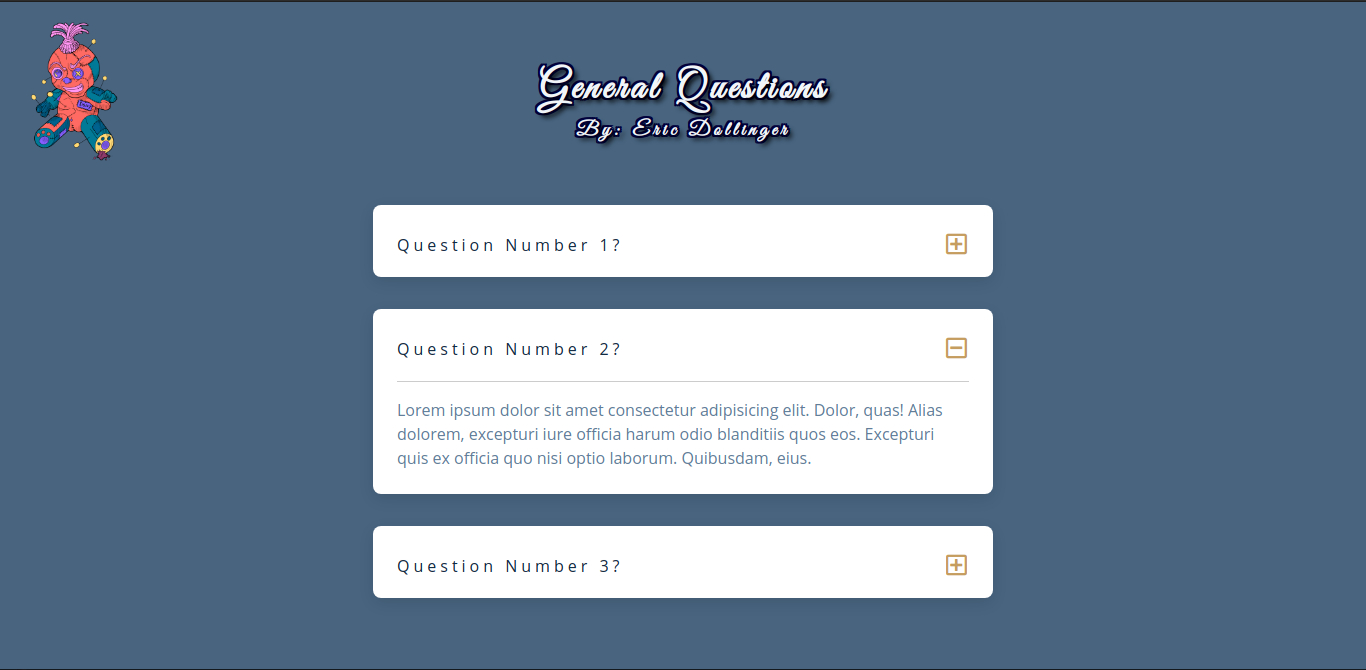 General Questions
By: Eric Dollinger
Question Number 1?
Question Number 2?
Lorem ipsum dolor sit amet consectetur adipisicing elit. Dolor, quas! Alias
dolorem, excepturi iure officia harum odio blanditiis quos eos. Excepturi
quis ex officia quo nisi optio laborum. Quibusdam, eius.
Question Number 3?